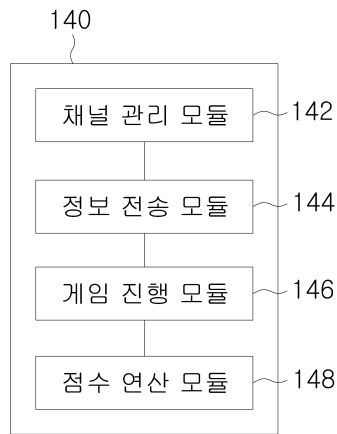 140
채널 관리 모듈 142
정보 전송 모듈 144
게임 진행 모듈 146
점수 연산 모듈 148